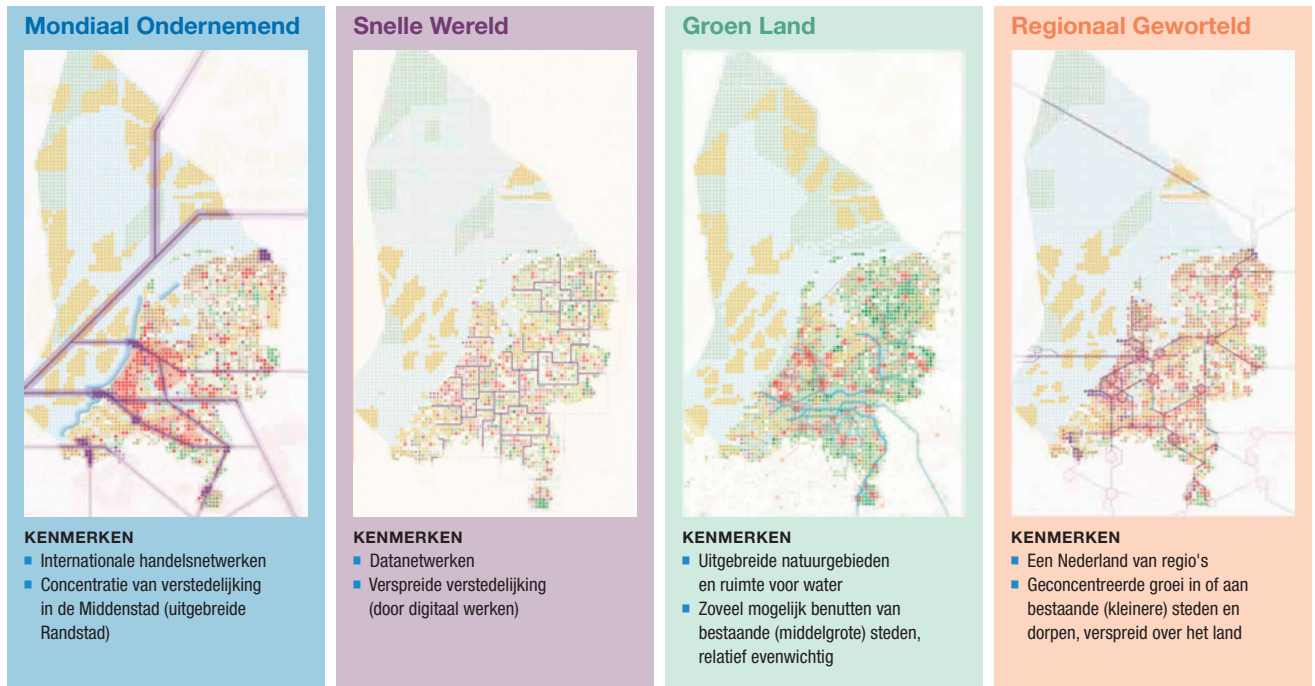 Mondiaal Ondernemend
KENMERKEN
Internationale handelsnetwerken
Concentratie van verstedelijking
in de Middenstad (uitgebreide
Randstad)
Snelle Wereld
KENMERKEN
Datanetwerken
Verspreide verstedelijking
(door digitaal werken)
Groen Land
KENMERKEN
Uitgebreide natuurgebieden
en ruimte voor water
Zoveel mogelijk benutten van
bestaande (middelgrote) steden,
relatief evenwichtig
Regionaal Geworteld
KENMERKEN
Een Nederland van regio's
Geconcentreerde groei in of aan
bestaande (kleinere) steden en
dorpen, verspreid over het land